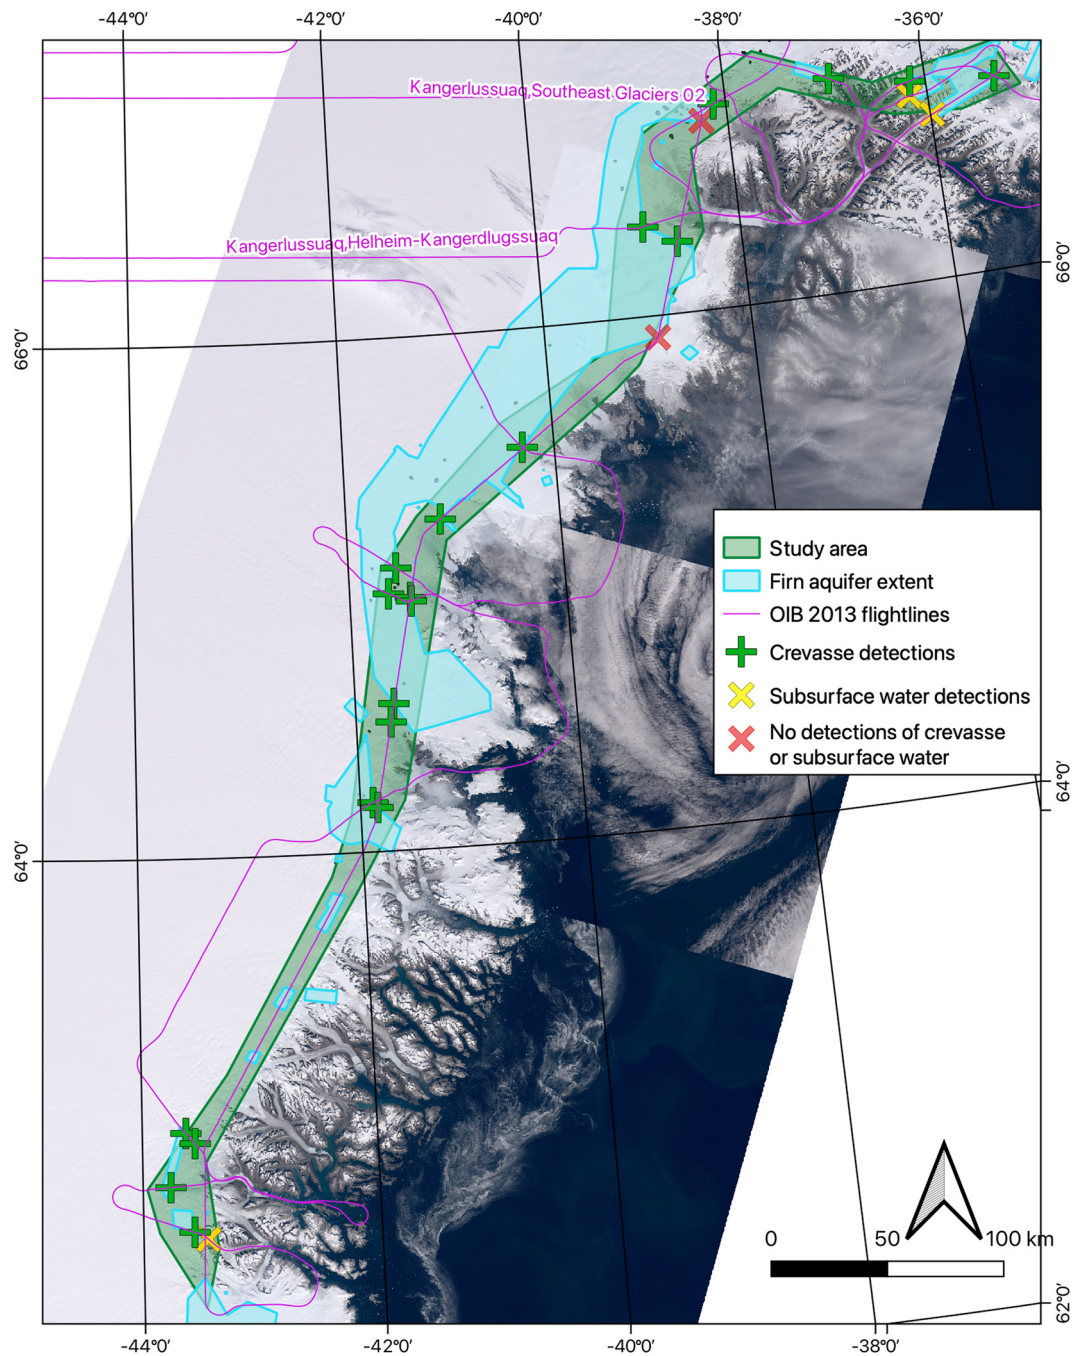 -44°0' -42°0' -40°0' -38°0' -36°0'
Kangerlussuaq,Southeast Glaciers 02
Kangerlussuaq,Helheim-Kangerdlugssuaq
66°0'
66°0'
Study area
Firn aquifer extent
OIB 2013 flightlines
Crevasse detections
Subsurface water detections
No detections of crevasse
or subsurface water
64°0'
64°0'
0 50 100 km
62°0'
-44°0' -42°0' -40°0' -38°0'